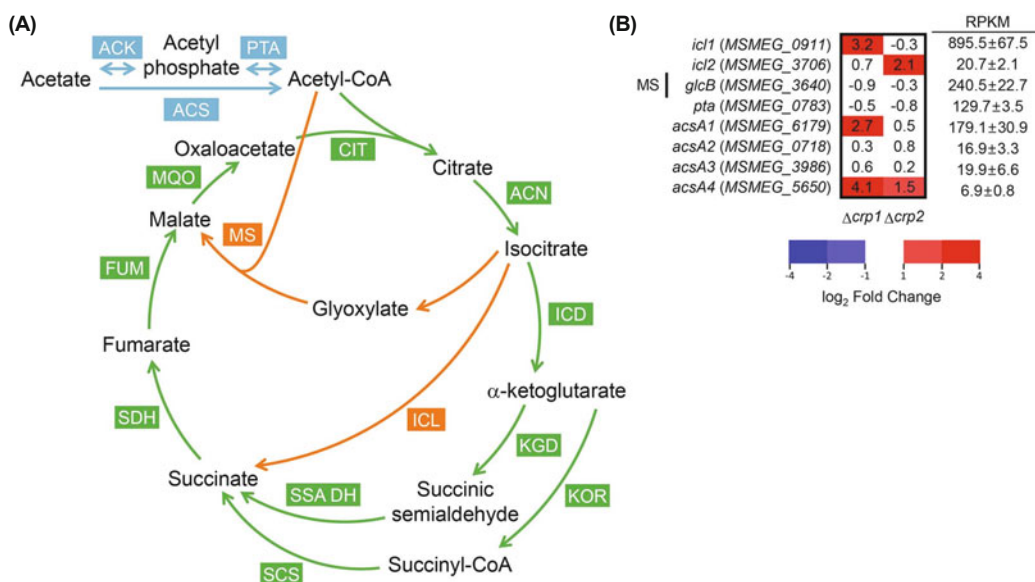 (A)
ACK
Acetyl phosphate
PTA
Acetate
Acetyl-CoA
ACS
Oxaloacetate
CIT
Citrate
MQO
ACN
Malate
MS
Isocitrate
FUM
Glyoxylate
ICD
Fumarate
α-ketoglutarate
SDH
ICL
KGD
Succinate
SSA DH
Succinic semialdehyde
KOR
SCS
Succinyl-CoA
(B)
RPKM
icl1 (MSMEG_0911) 3.2 -0.3 895.5±67.5
icl2 (MSMEG_3706) 0.7 2.1 20.7±2.1
MS glcB (MSMEG_3640) -0.9 -0.3 240.5±22.7
pta (MSMEG_0783) -0.5 -0.8 129.7±3.5
acsA1 (MSMEG_6179) 2.7 0.5 179.1±30.9
acsA2 (MSMEG_0718) 0.3 0.8 16.9±3.3
acsA3 (MSMEG_3986) 0.6 0.2 19.9±6.6
acsA4 (MSMEG_5650) 4.1 1.5 6.9±0.8
Δcrp1 Δcrp2
-4 -2 -1 1 2 4
log₂ Fold Change